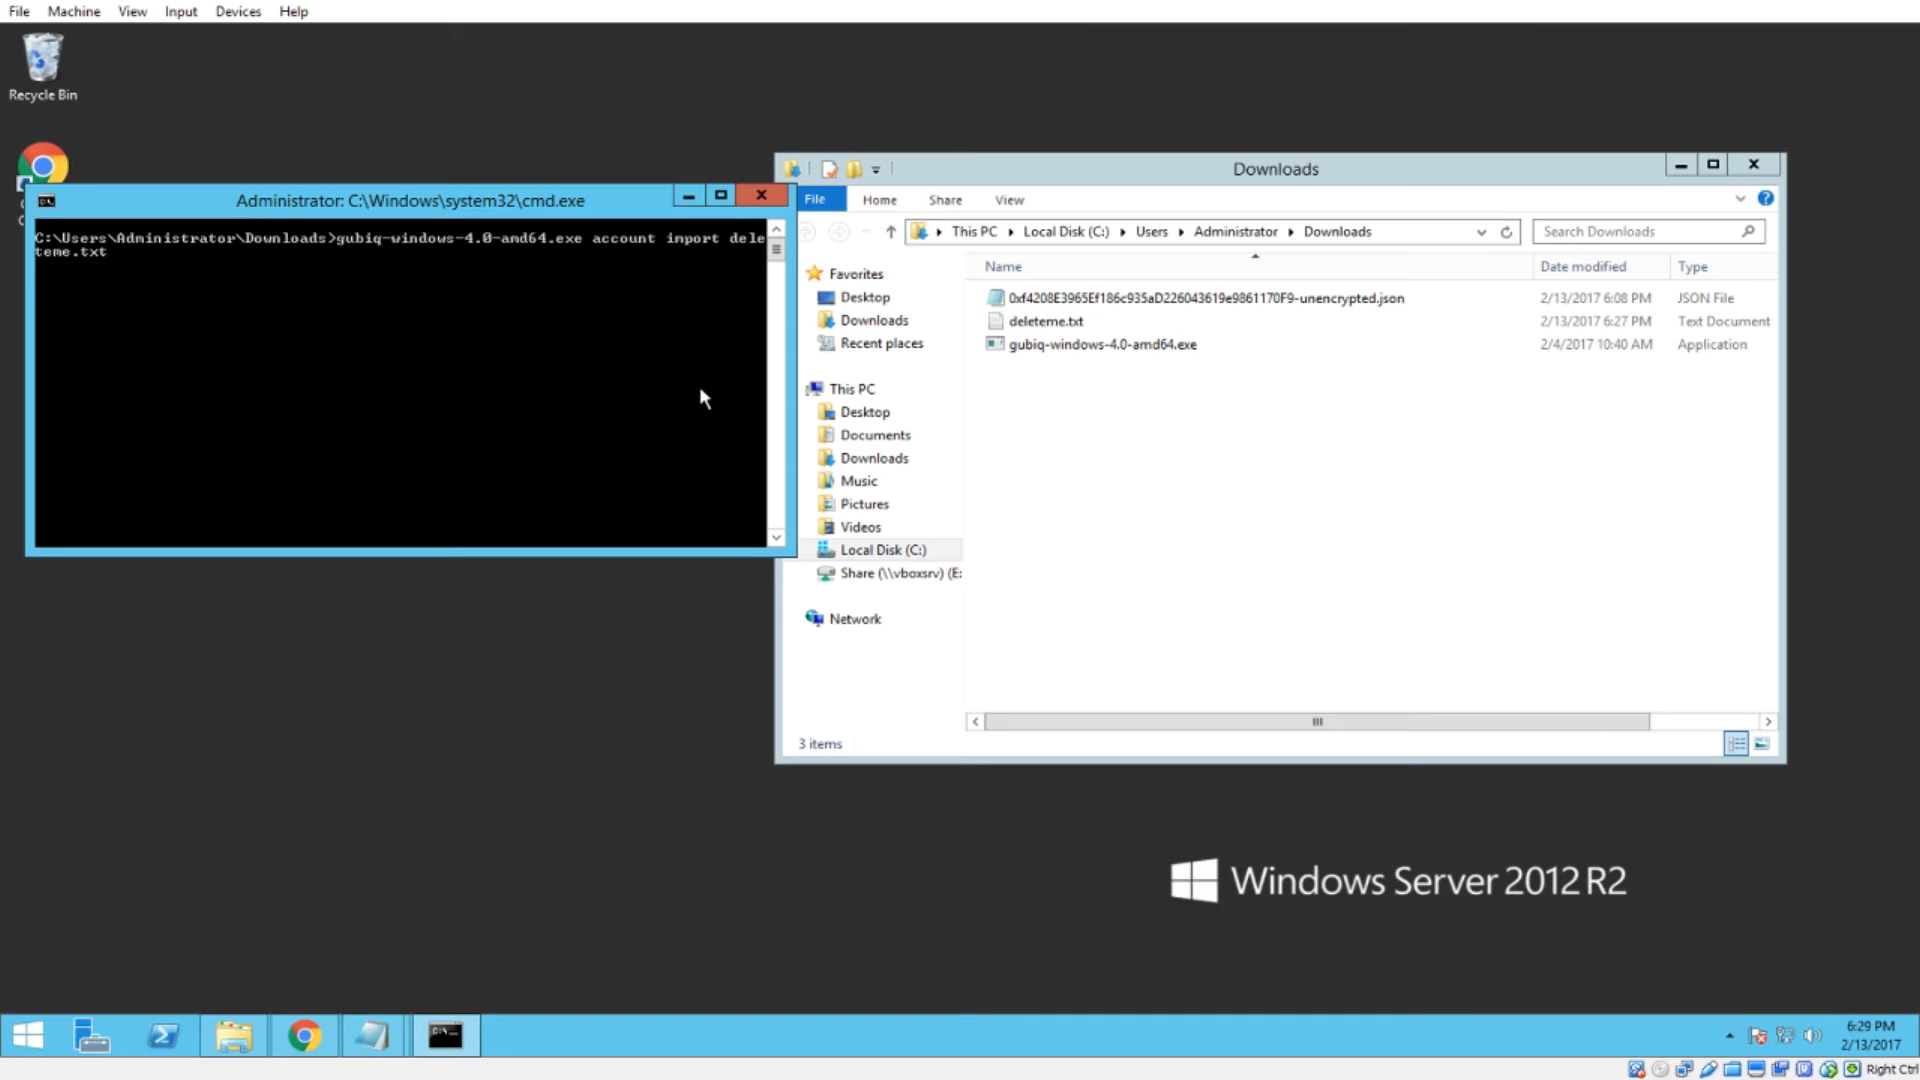 File Machine View Input Devices Help
Recycle Bin
Administrator: C:\Windows\system32\cmd.exe
C:\Users\Administrator\Downloads>gubiq-windows-4.0-amd64.exe account import dele
teme.txt
Downloads
File Home Share View
This PC Local Disk (C:) Users Administrator Downloads
Search Downloads
Name Date modified Type
0xf4208E3965Ef186c935aD226043619e9861170F9-unencrypted.json 2/13/2017 6:08 PM JSON File
deleteme.txt 2/13/2017 6:27 PM Text Document
gubiq-windows-4.0-amd64.exe 2/4/2017 10:40 AM Application
Favorites
Desktop
Downloads
Recent places
This PC
Desktop
Documents
Downloads
Music
Pictures
Videos
Local Disk (C:)
Share (\\vboxsrv) (E:
Network
3 items
Windows Server 2012 R2
6:29 PM
2/13/2017
Right Ctrl